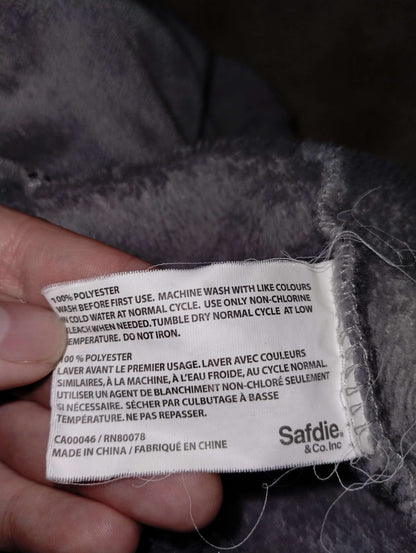 100% POLYESTER
WASH BEFORE FIRST USE. MACHINE WASH WITH LIKE COLOURS
IN COLD WATER AT NORMAL CYCLE. USE ONLY NON-CHLORINE
BLEACH WHEN NEEDED. TUMBLE DRY NORMAL CYCLE AT LOW
TEMPERATURE. DO NOT IRON.
100 % POLYESTER
LAVER AVANT LE PREMIER USAGE. LAVER AVEC COULEURS
SIMILAIRES, À LA MACHINE, À L'EAU FROIDE, AU CYCLE NORMAL.
UTILISER UN AGENT DE BLANCHIMENT NON-CHLORÉ SEULEMENT
SI NÉCESSAIRE. SÉCHER PAR CULBUTAGE À BASSE
TEMPÉRATURE. NE PAS REPASSER.
CA00046 / RN80078
MADE IN CHINA / FABRIQUÉ EN CHINE
Safdie®
& Co. Inc